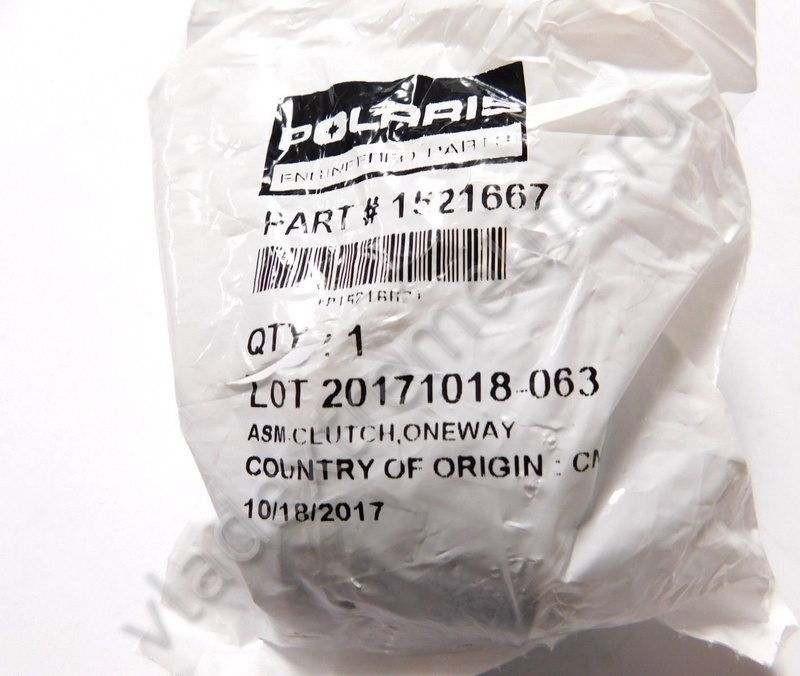 POLARIS
ENGINEERED PARTS
PART # 1521667
QTY : 1
LOT 20171018-063
ASM-CLUTCH,ONEWAY
COUNTRY OF ORIGIN : CN
10/18/2017